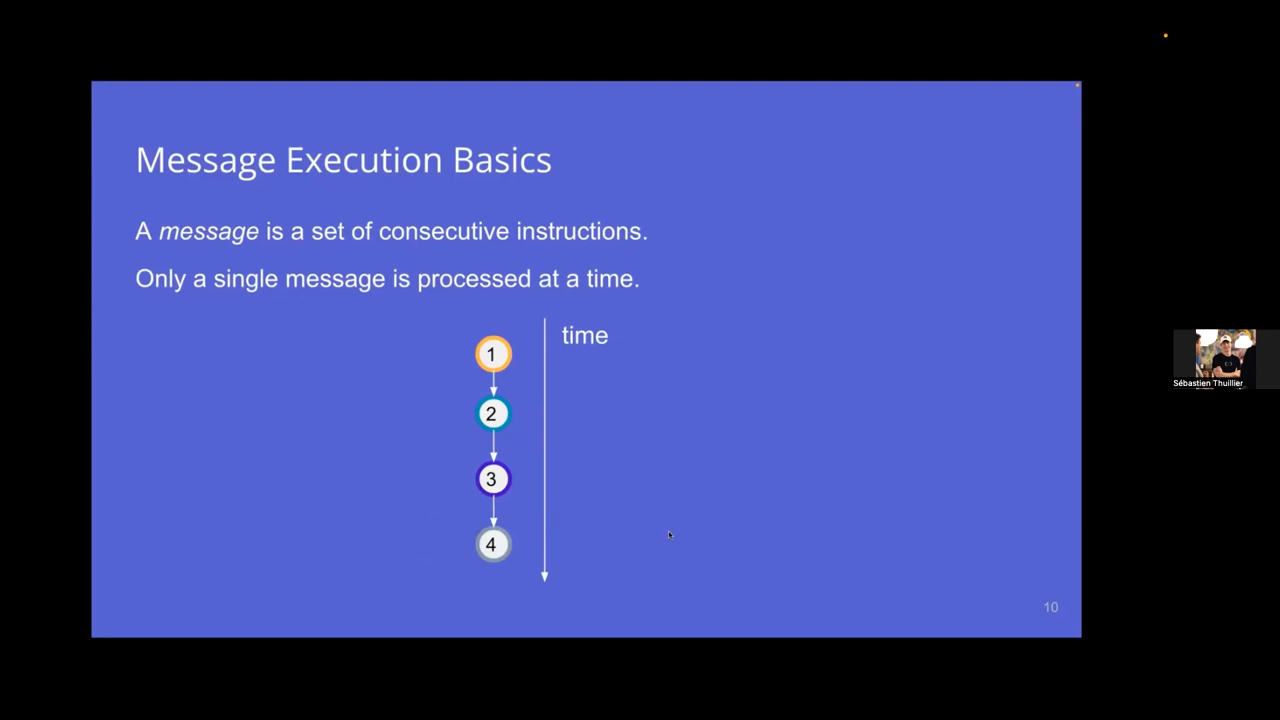 Message Execution Basics
A message is a set of consecutive instructions.
Only a single message is processed at a time.
time
1
2
3
4
10
Sébastien Thuillier